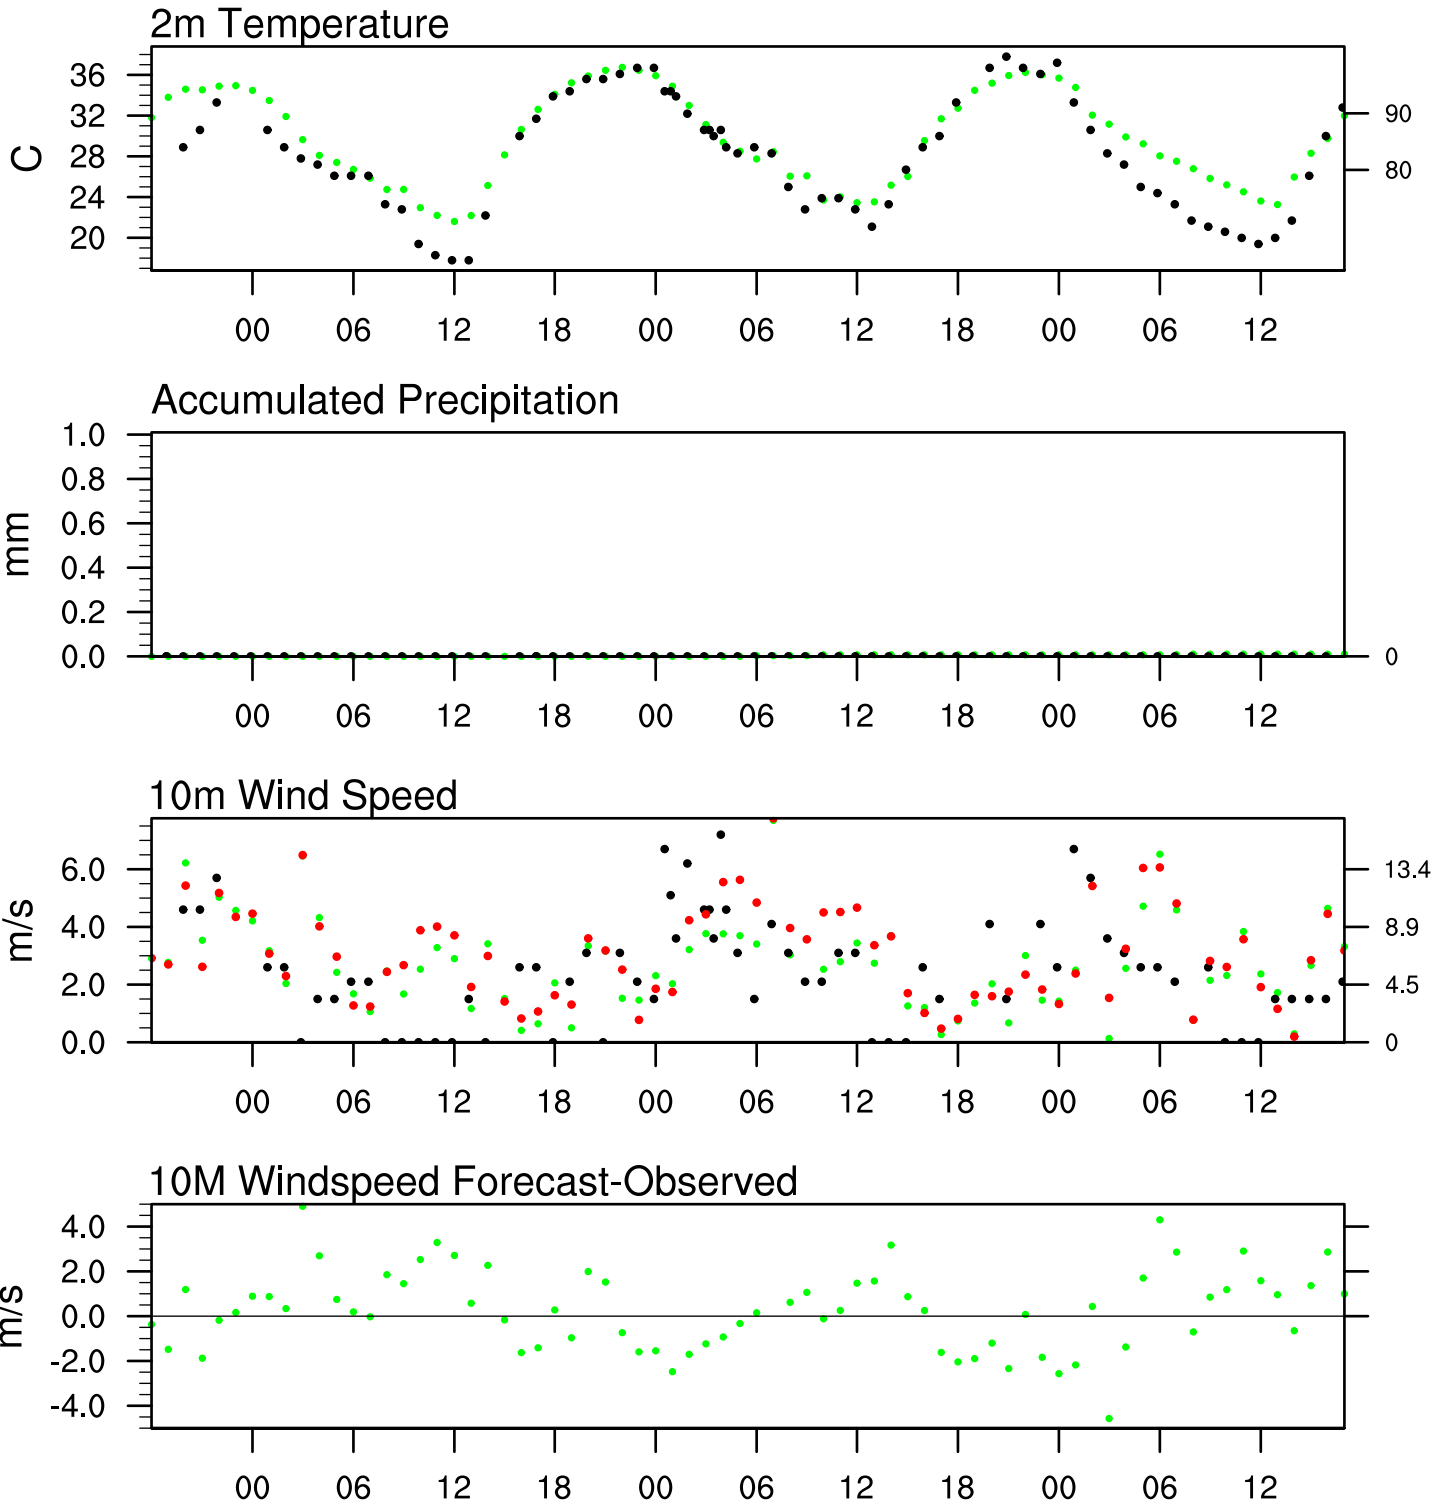 2m Temperature
36
32
28
24
20
C
90
80
00 06 12 18 00 06 12 18 00 06 12
Accumulated Precipitation
1.0
0.8
0.6
0.4
0.2
0.0
mm
0
00 06 12 18 00 06 12 18 00 06 12
10m Wind Speed
6.0
4.0
2.0
0.0
m/s
13.4
8.9
4.5
0
00 06 12 18 00 06 12 18 00 06 12
10M Windspeed Forecast-Observed
4.0
2.0
0.0
-2.0
-4.0
m/s
00 06 12 18 00 06 12 18 00 06 12